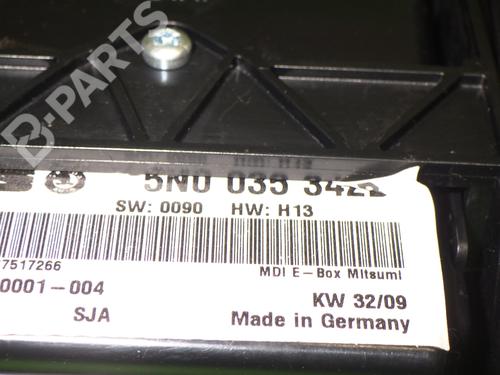 B-PARTS
5N0 035 342
SW: 0090 HW: H13
7517266
MDI E-Box Mitsumi
0001-004
KW 32/09
SJA
Made in Germany